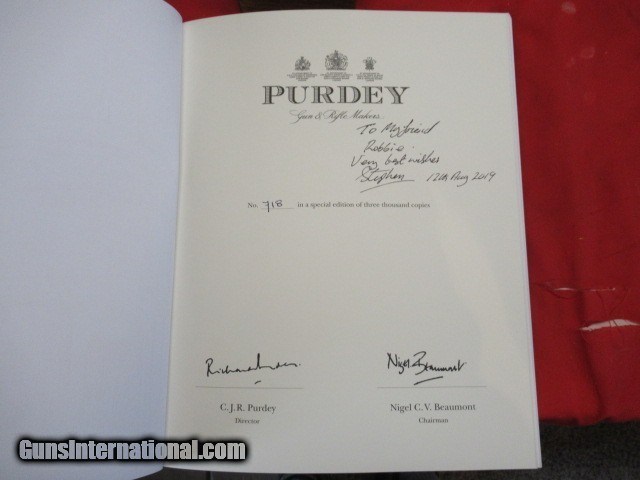 PURDEY
Gun & Rifle Makers
To My friend
Robbie.
Very best wishes
Stephen 12th Aug 2019
No. 718 in a special edition of three thousand copies
Nigel Beaumont
C.J.R. Purdey
Director
Nigel C.V. Beaumont
Chairman
GunsInternational.com